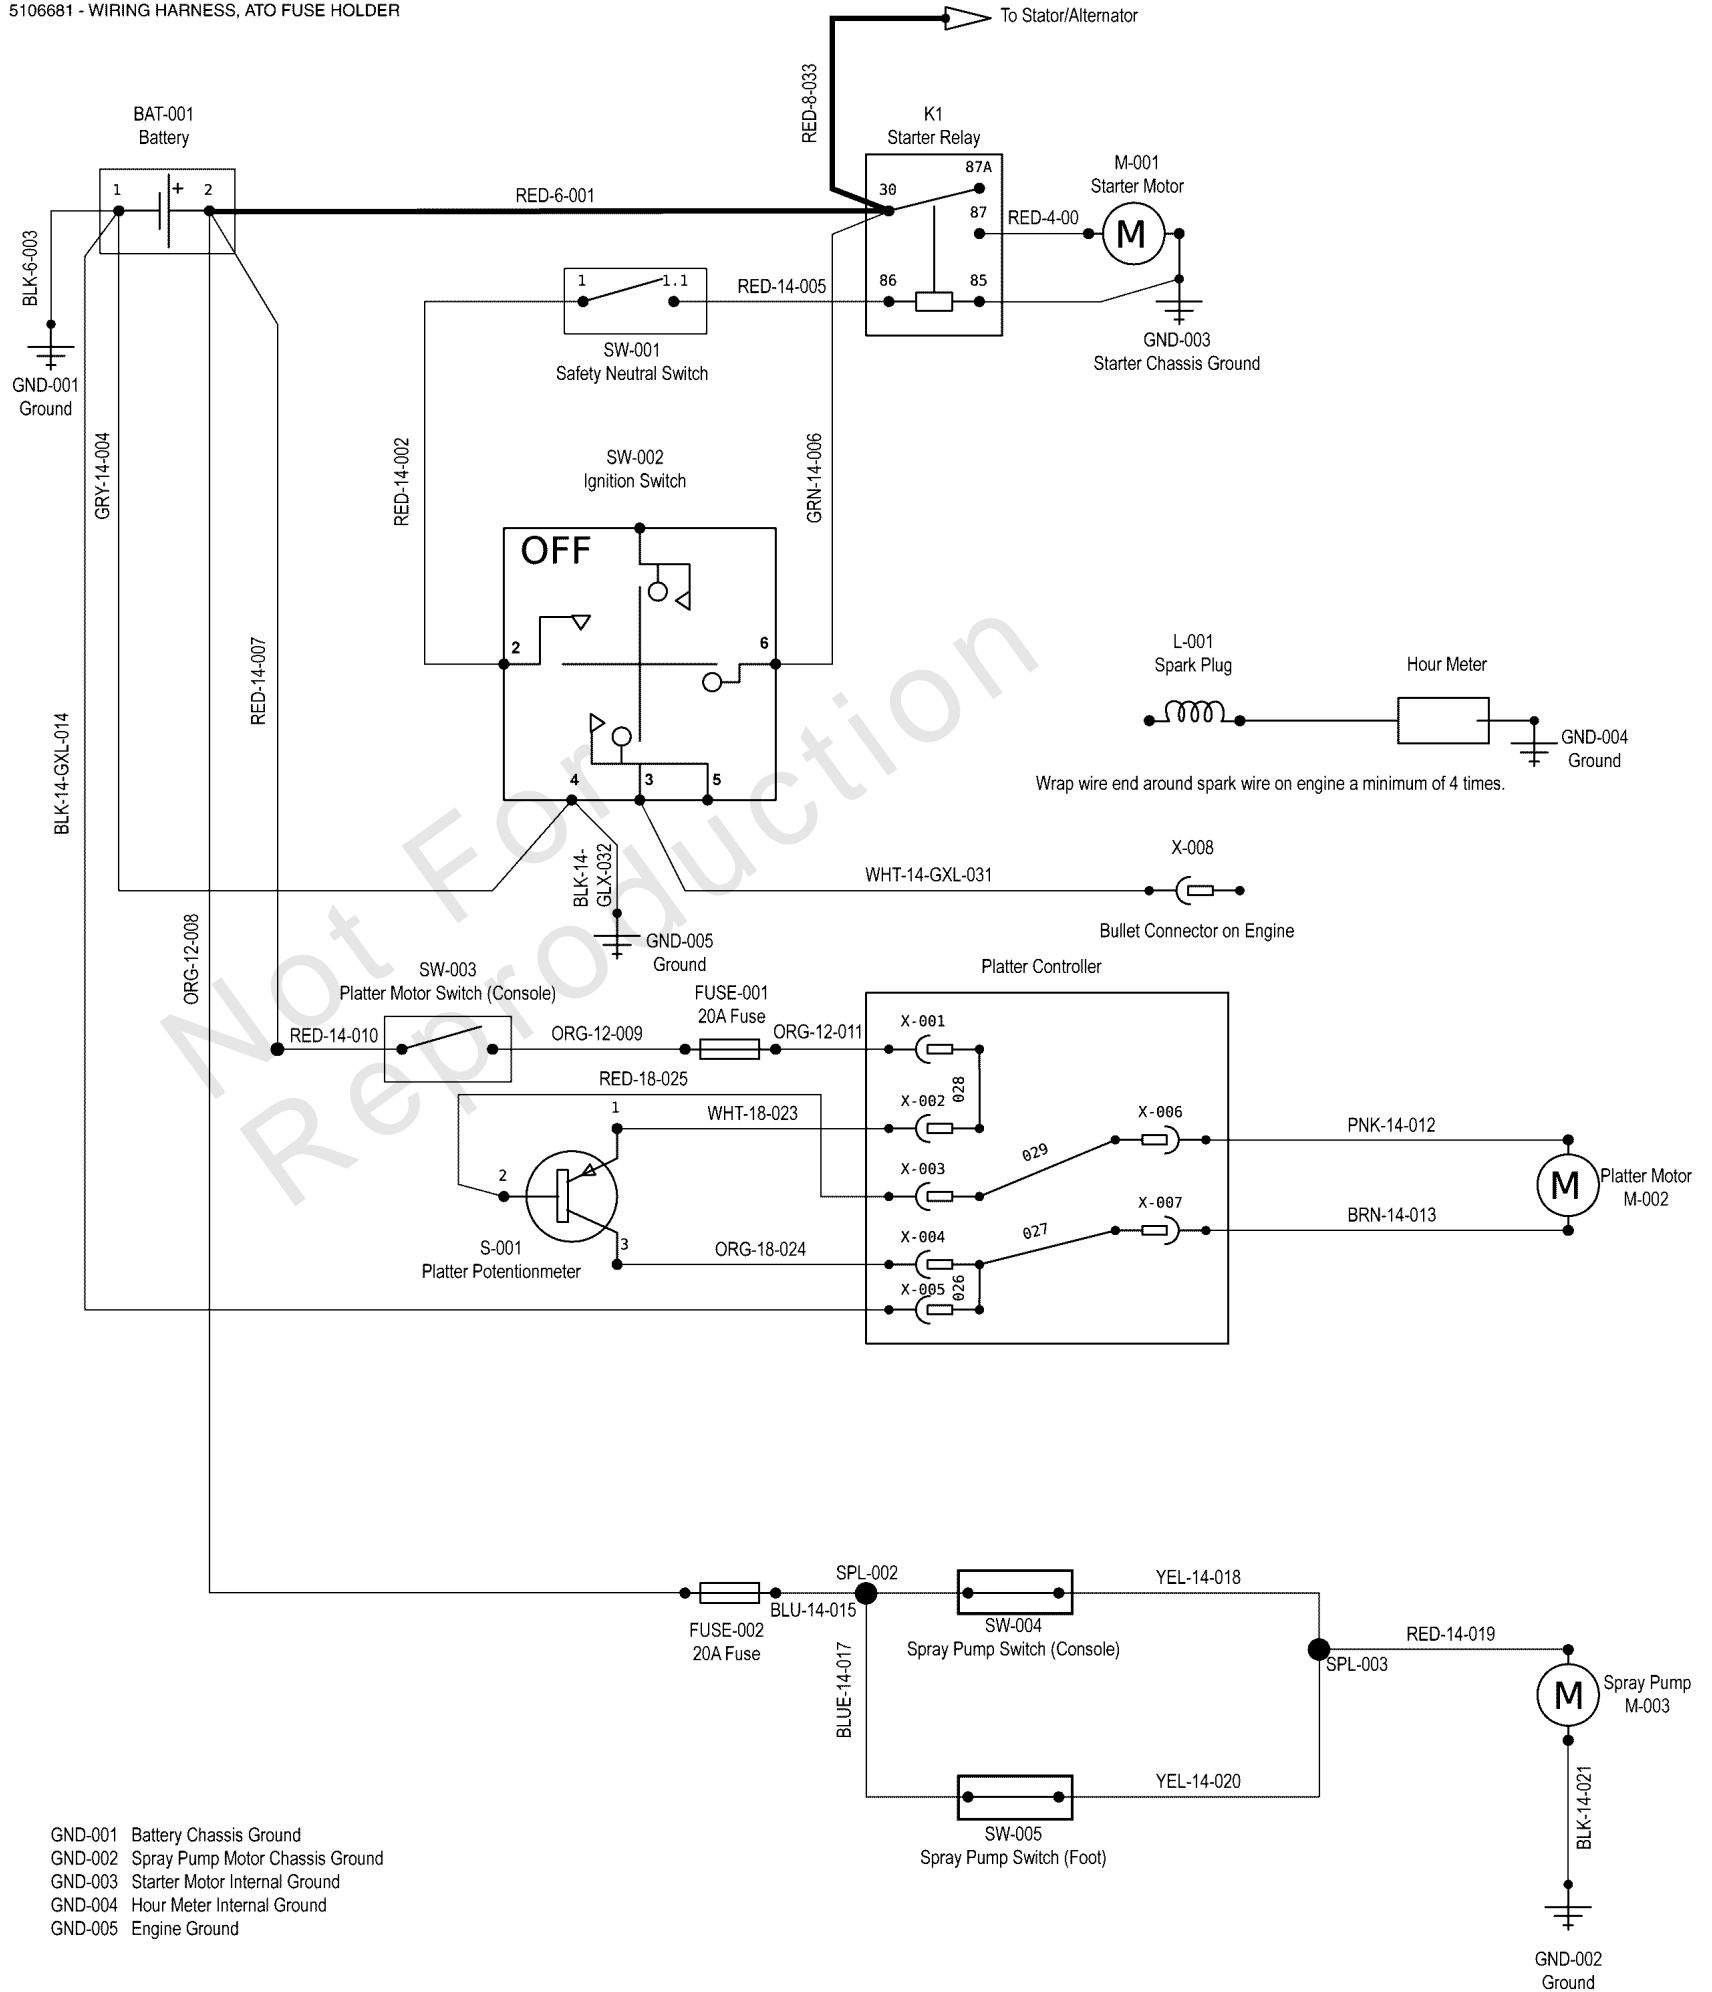 5106681 - WIRING HARNESS, ATO FUSE HOLDER
To Stator/Alternator
RED-8-033
BAT-001
Battery
1
+
2
RED-6-001
K1
Starter Relay
87A
30
87
86
85
RED-4-00
M-001
Starter Motor
M
GND-003
Starter Chassis Ground
BLK-6-003
GND-001
Ground
1
1.1
RED-14-005
SW-001
Safety Neutral Switch
GRY-14-004
RED-14-002
GRN-14-006
SW-002
Ignition Switch
OFF
2
6
4
3
5
RED-14-007
BLK-14-GXL-014
L-001
Spark Plug
Hour Meter
GND-004
Ground
Wrap wire end around spark wire on engine a minimum of 4 times.
BLK-14-
GLX-032
GND-005
Ground
WHT-14-GXL-031
X-008
Bullet Connector on Engine
ORG-12-008
SW-003
Platter Motor Switch (Console)
RED-14-010
ORG-12-009
FUSE-001
20A Fuse
ORG-12-011
Platter Controller
X-001
028
X-002
X-003
029
X-004
027
X-005
026
X-006
X-007
RED-18-025
WHT-18-023
1
2
3
ORG-18-024
S-001
Platter Potentionmeter
PNK-14-012
BRN-14-013
M
Platter Motor
M-002
FUSE-002
20A Fuse
BLU-14-015
SPL-002
BLUE-14-017
SW-004
Spray Pump Switch (Console)
YEL-14-018
SPL-003
RED-14-019
M
Spray Pump
M-003
SW-005
Spray Pump Switch (Foot)
YEL-14-020
BLK-14-021
GND-002
Ground
GND-001 Battery Chassis Ground
GND-002 Spray Pump Motor Chassis Ground
GND-003 Starter Motor Internal Ground
GND-004 Hour Meter Internal Ground
GND-005 Engine Ground
Not For
Reproduction